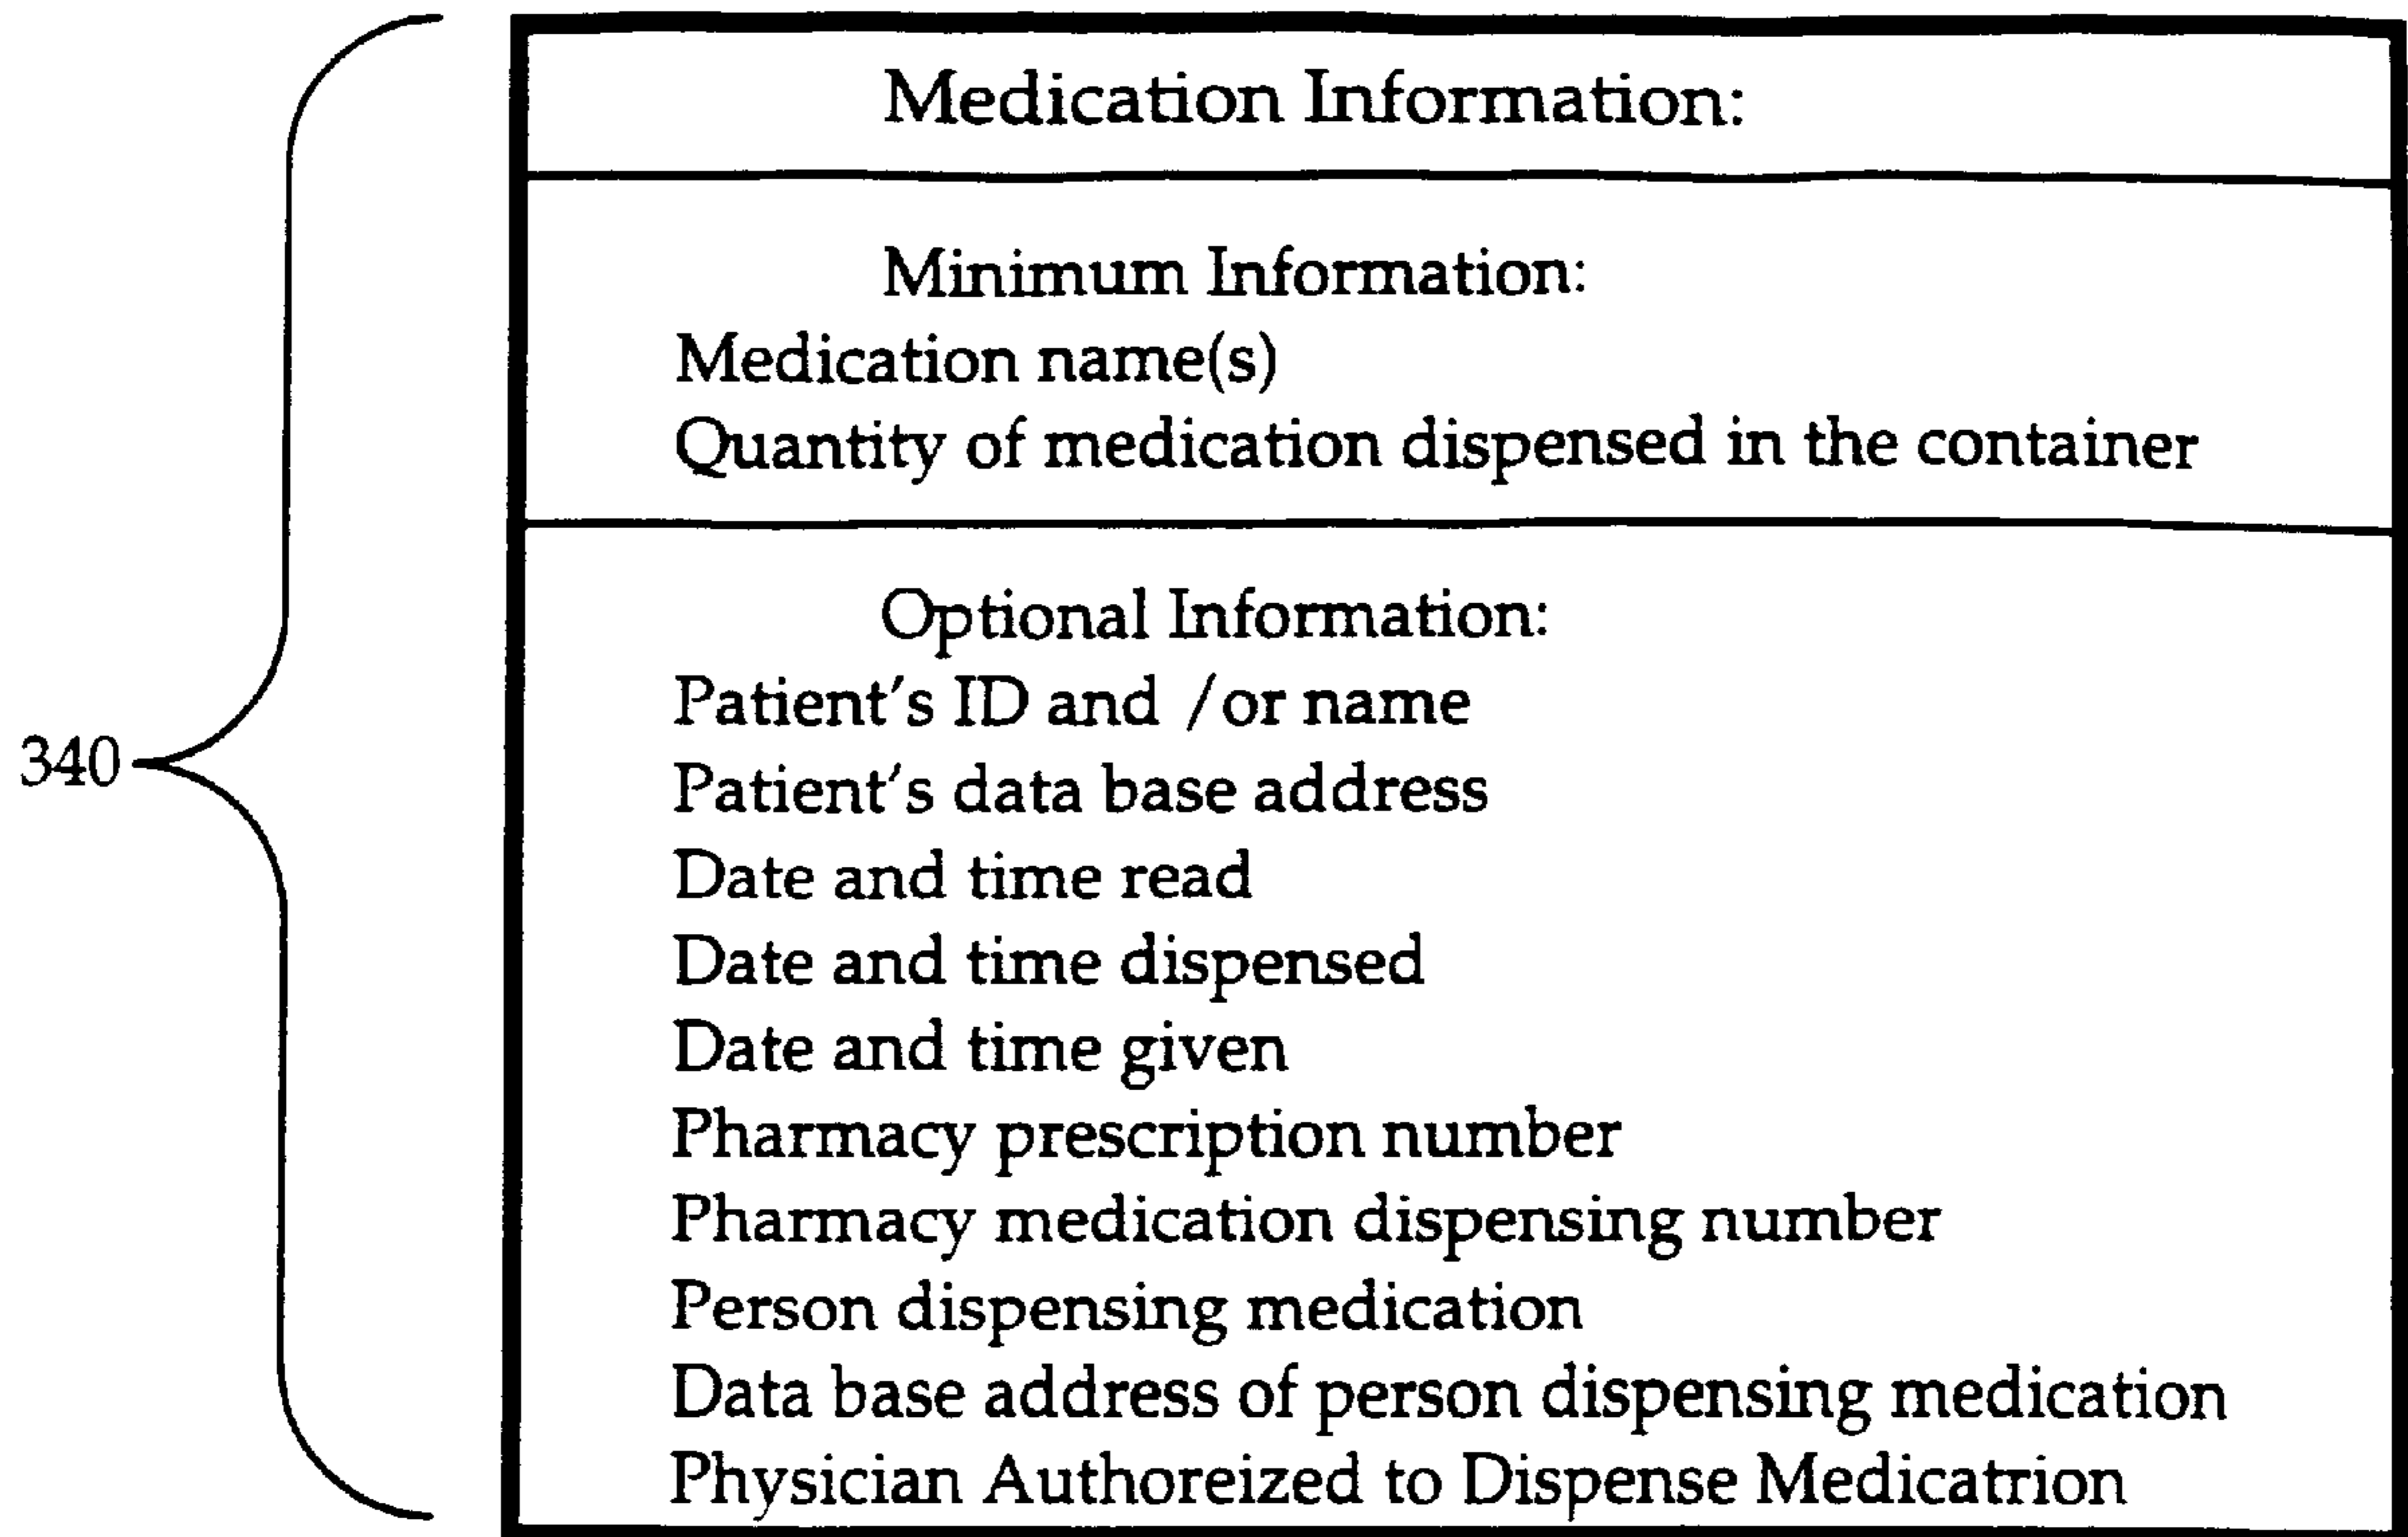 Medication Information:
Minimum Information:
Medication name(s)
Quantity of medication dispensed in the container
Optional Information:
Patient's ID and /or name
Patient's data base address
340
Date and time read
Date and time dispensed
Date and time given
Pharmacy prescription number
Pharmacy medication dispensing number
Person dispensing medication
Data base address of person dispensing medication
Physician Authoreized to Dispense Medicatrion